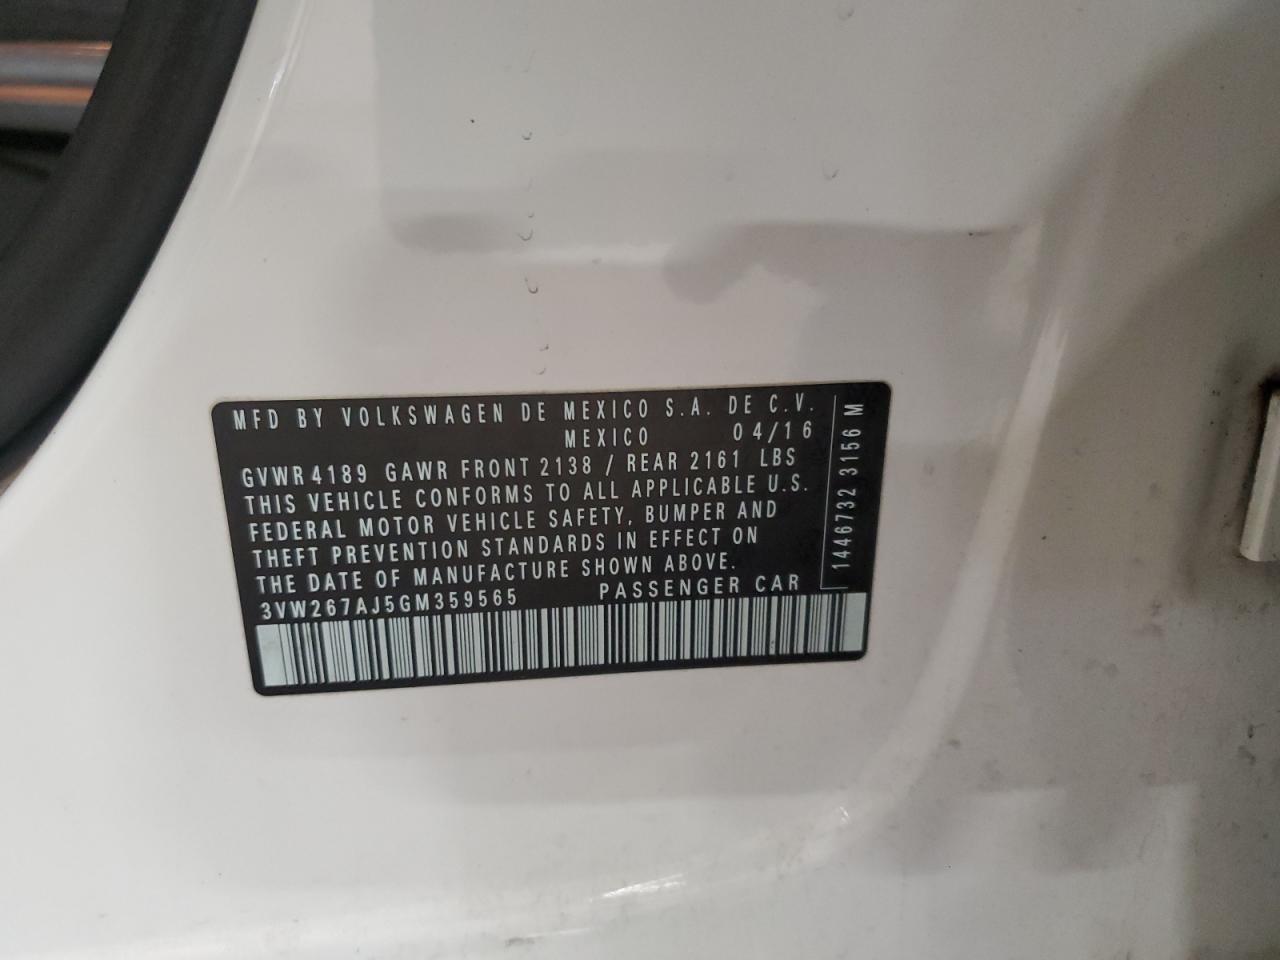 MFD BY VOLKSWAGEN DE MEXICO S.A. DE C.V.
MEXICO 04/16
GVWR 4189 GAWR FRONT 2138 / REAR 2161 LBS
THIS VEHICLE CONFORMS TO ALL APPLICABLE U.S.
FEDERAL MOTOR VEHICLE SAFETY, BUMPER AND
THEFT PREVENTION STANDARDS IN EFFECT ON
THE DATE OF MANUFACTURE SHOWN ABOVE.
3VW267AJ5GM359565 PASSENGER CAR
1446732 3156 M